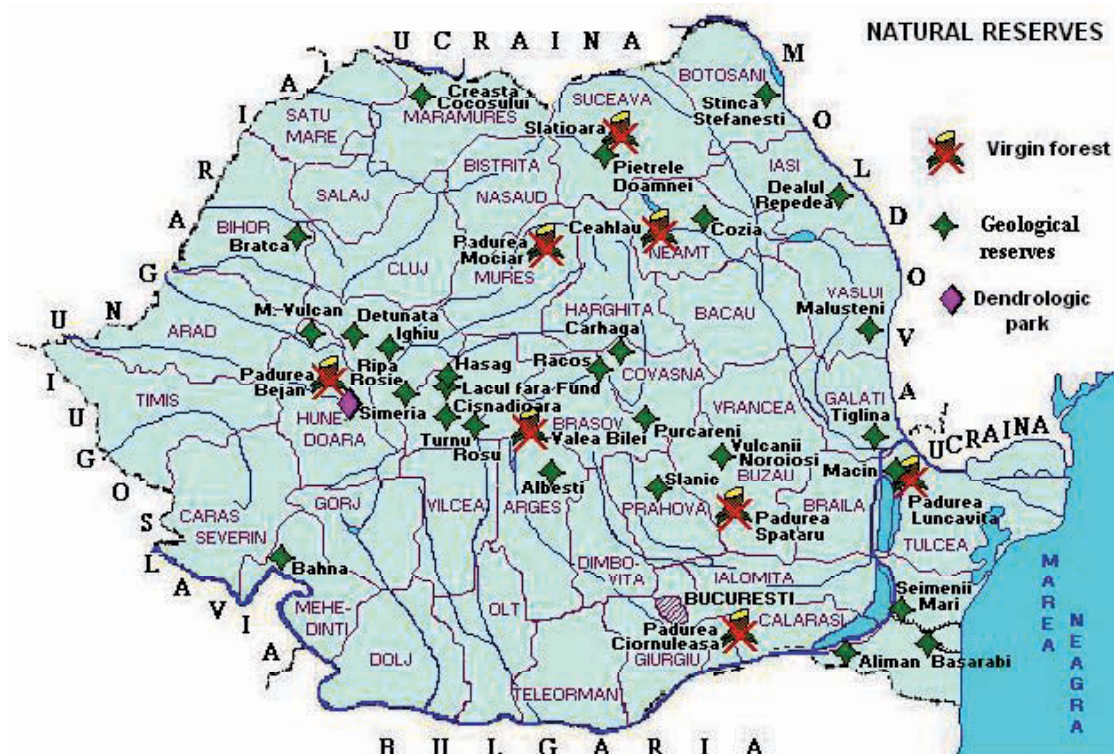 NATURAL RESERVES
UCRAINA
MOLDOVA
UCRAINA
MAREA
NEAGRA
BULGARIA
IUGOSLAVIA
UNGARIA
Virgin forest
Geological
reserves
Dendrologic
park
BOTOSANI
Stinca
Stefanesti
SUCEAVA
Slatioara
Creasta
Cocosului
MARAMURES
SATU
MARE
Pietrele
Doamnei
IASI
Dealul
Repedea
BISTRITA
NASAUD
SALAJ
BIHOR
Bratca
Padurea
Mociar
MURES
Ceahlau
Cozia
NEAMT
CLUJ
HARGHITA
BACAU
VASLUI
Malusteni
ARAD
M. Vulcan
Detunata
Ighiu
Carhaga
Racos
COVASNA
Hasag
Lacul fara Fund
Ripa
Rosie
Padurea
Bejan
TIMIS
HUNE
DOARA
Simeria
Cisnadioara
Turnu
Rosu
BRASOV
Valea Bilei
Purcareni
VRANCEA
GALATI
Tiglina
Vulcanii
Noroiosi
BUZAU
Macin
Albesti
Slanic
PRAHOVA
BRAILA
Padurea
Luncavita
TULCEA
Padurea
Spataru
CARAS
SEVERIN
GORJ
VILCEA
ARGES
Bahna
DIMBO-
VITA
IALOMITA
BUCURESTI
CALARASI
Seimenii
Mari
MEHE-
DINTI
OLT
Padurea
Ciornuleasa
GIURGIU
Aliman
Basarabi
DOLJ
TELEORMAN